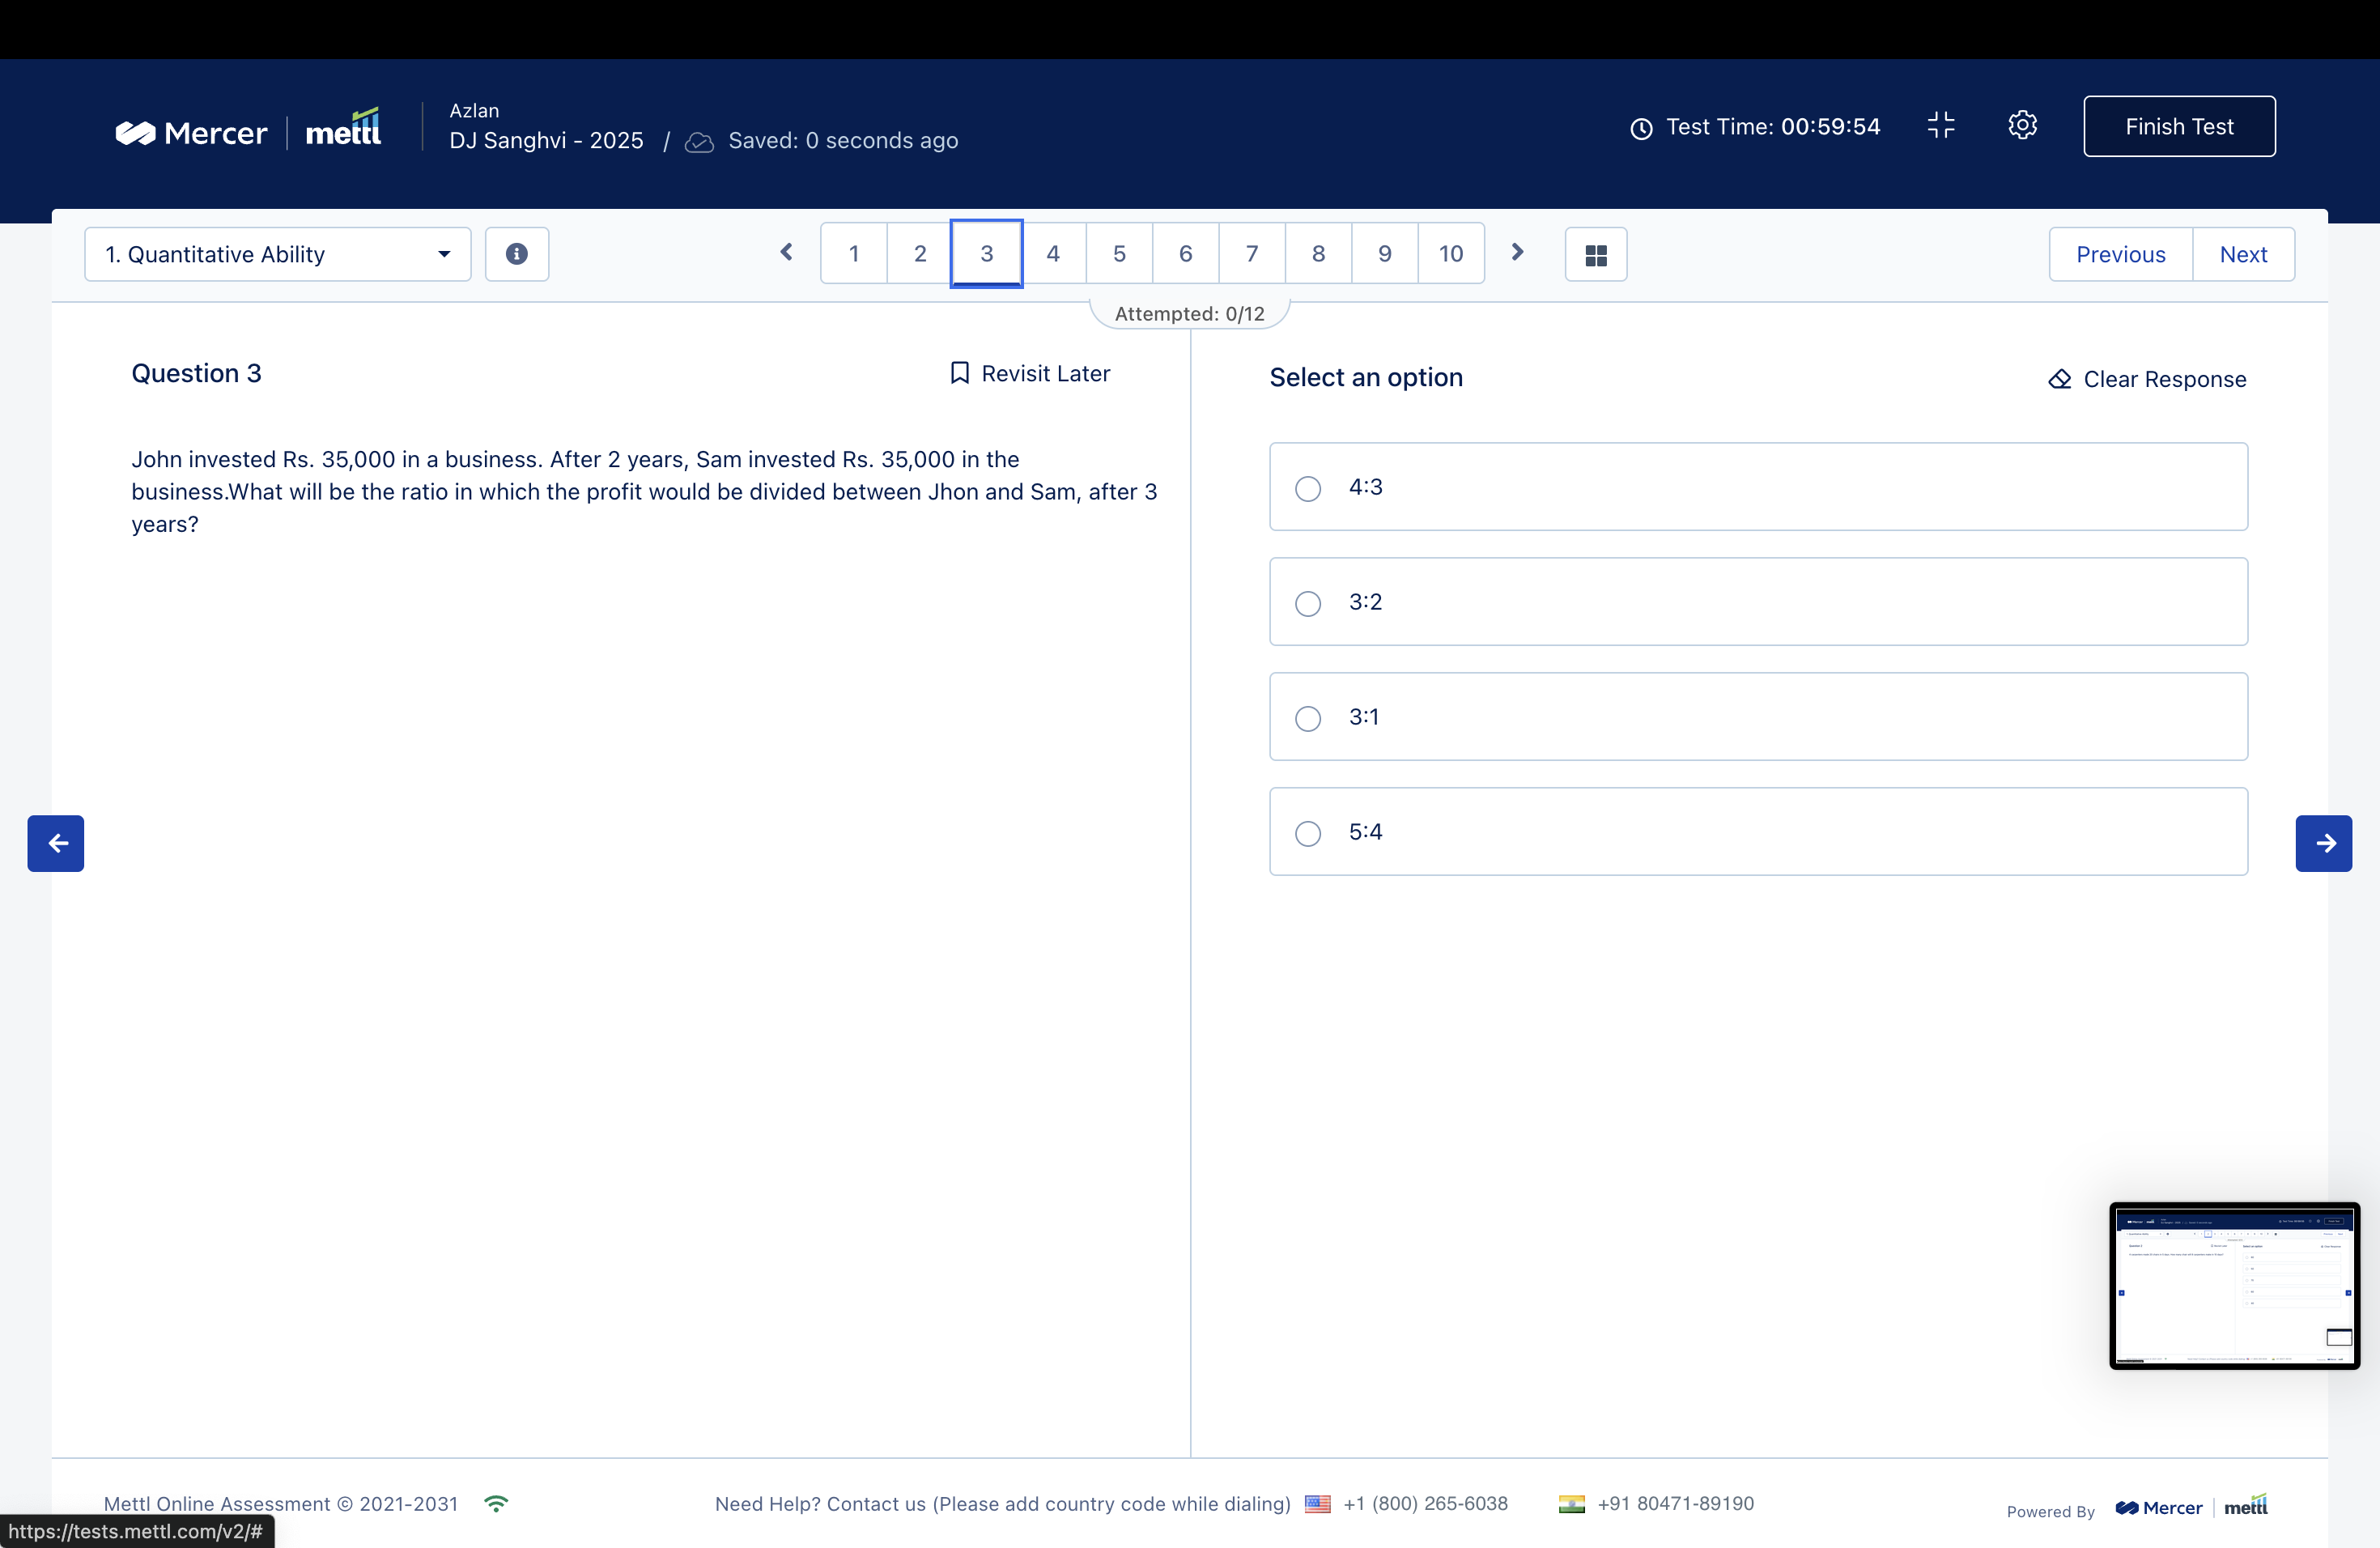 Mercer
mettl
Azlan
DJ Sanghvi - 2025 / Saved: 0 seconds ago
Test Time: 00:59:54
Finish Test
1. Quantitative Ability
1 2 3 4 5 6 7 8 9 10
Previous
Next
Attempted: 0/12
Question 3
Revisit Later
John invested Rs. 35,000 in a business. After 2 years, Sam invested Rs. 35,000 in the
business.What will be the ratio in which the profit would be divided between Jhon and Sam, after 3
years?
Select an option
Clear Response
4:3
3:2
3:1
5:4
Mettl Online Assessment © 2021-2031
Need Help? Contact us (Please add country code while dialing) +1 (800) 265-6038 +91 80471-89190
Powered By Mercer mettl
https://tests.mettl.com/v2/#